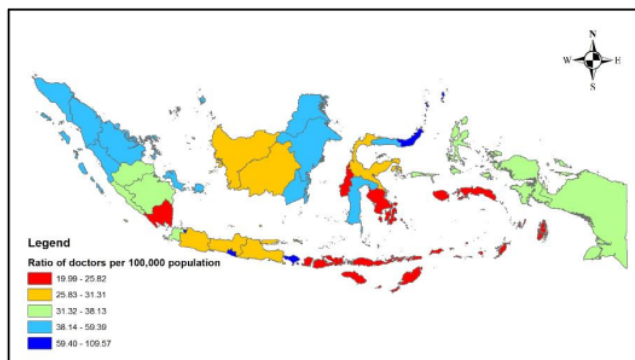 N
W E
S
Legend
Ratio of doctors per 100,000 population
19.99 - 25.82
25.83 - 31.31
31.32 - 38.13
38.14 - 59.39
59.40 - 109.57